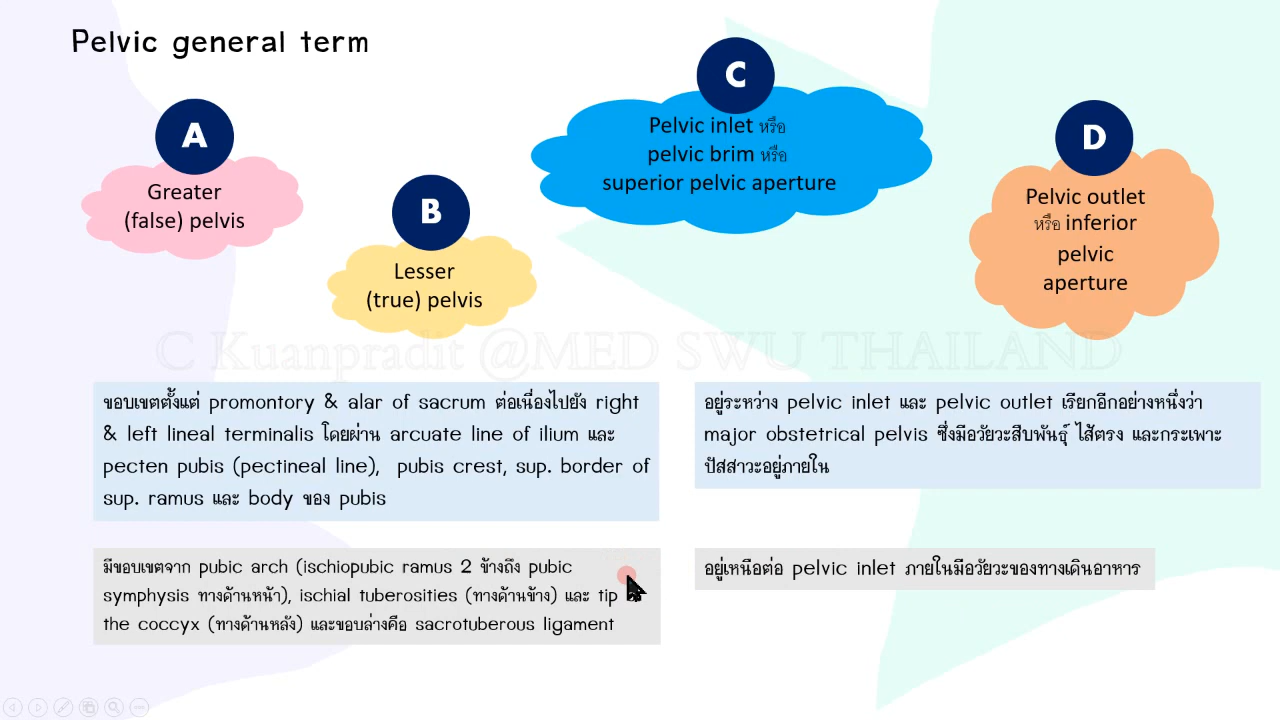 Pelvic general term
A
Greater
(false) pelvis
B
Lesser
(true) pelvis
C
Pelvic inlet หรือ
pelvic brim หรือ
superior pelvic aperture
D
Pelvic outlet
หรือ inferior
pelvic
aperture
C Kuanpradit @MED SWU THAILAND
ขอบเขตตั้งแต่ promontory & alar of sacrum ต่อเนื่องไปยัง right
& left lineal terminalis โดยผ่าน arcuate line of ilium และ
pecten pubis (pectineal line), pubis crest, sup. border of
sup. ramus และ body ของ pubis
อยู่ระหว่าง pelvic inlet และ pelvic outlet เรียกอีกอย่างหนึ่งว่า
major obstetrical pelvis ซึ่งมีอวัยวะสืบพันธุ์ ไส้ตรง และกระเพาะ
ปัสสาวะอยู่ภายใน
มีขอบเขตจาก pubic arch (ischiopubic ramus 2 ข้างถึง pubic
symphysis ทางด้านหน้า), ischial tuberosities (ทางด้านข้าง) และ tip
the coccyx (ทางด้านหลัง) และขอบล่างคือ sacrotuberous ligament
อยู่เหนือต่อ pelvic inlet ภายในมีอวัยวะของทางเดินอาหาร